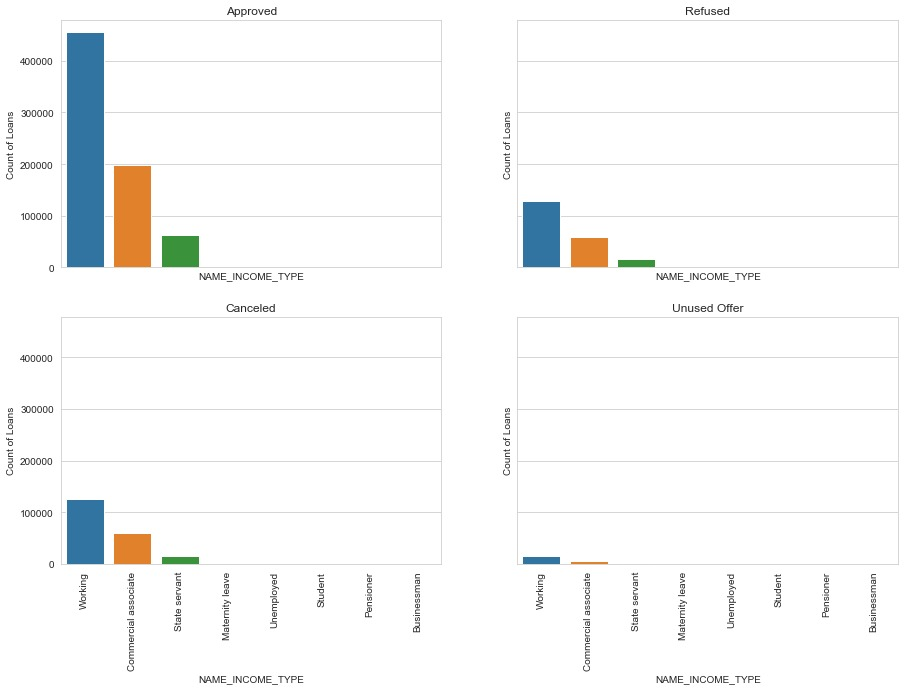 Approved
Count of Loans
400000
300000
200000
100000
0
NAME_INCOME_TYPE
Refused
Count of Loans
NAME_INCOME_TYPE
Canceled
Count of Loans
400000
300000
200000
100000
0
Working
Commercial associate
State servant
Maternity leave
Unemployed
Student
Pensioner
Businessman
NAME_INCOME_TYPE
Unused Offer
Count of Loans
Working
Commercial associate
State servant
Maternity leave
Unemployed
Student
Pensioner
Businessman
NAME_INCOME_TYPE